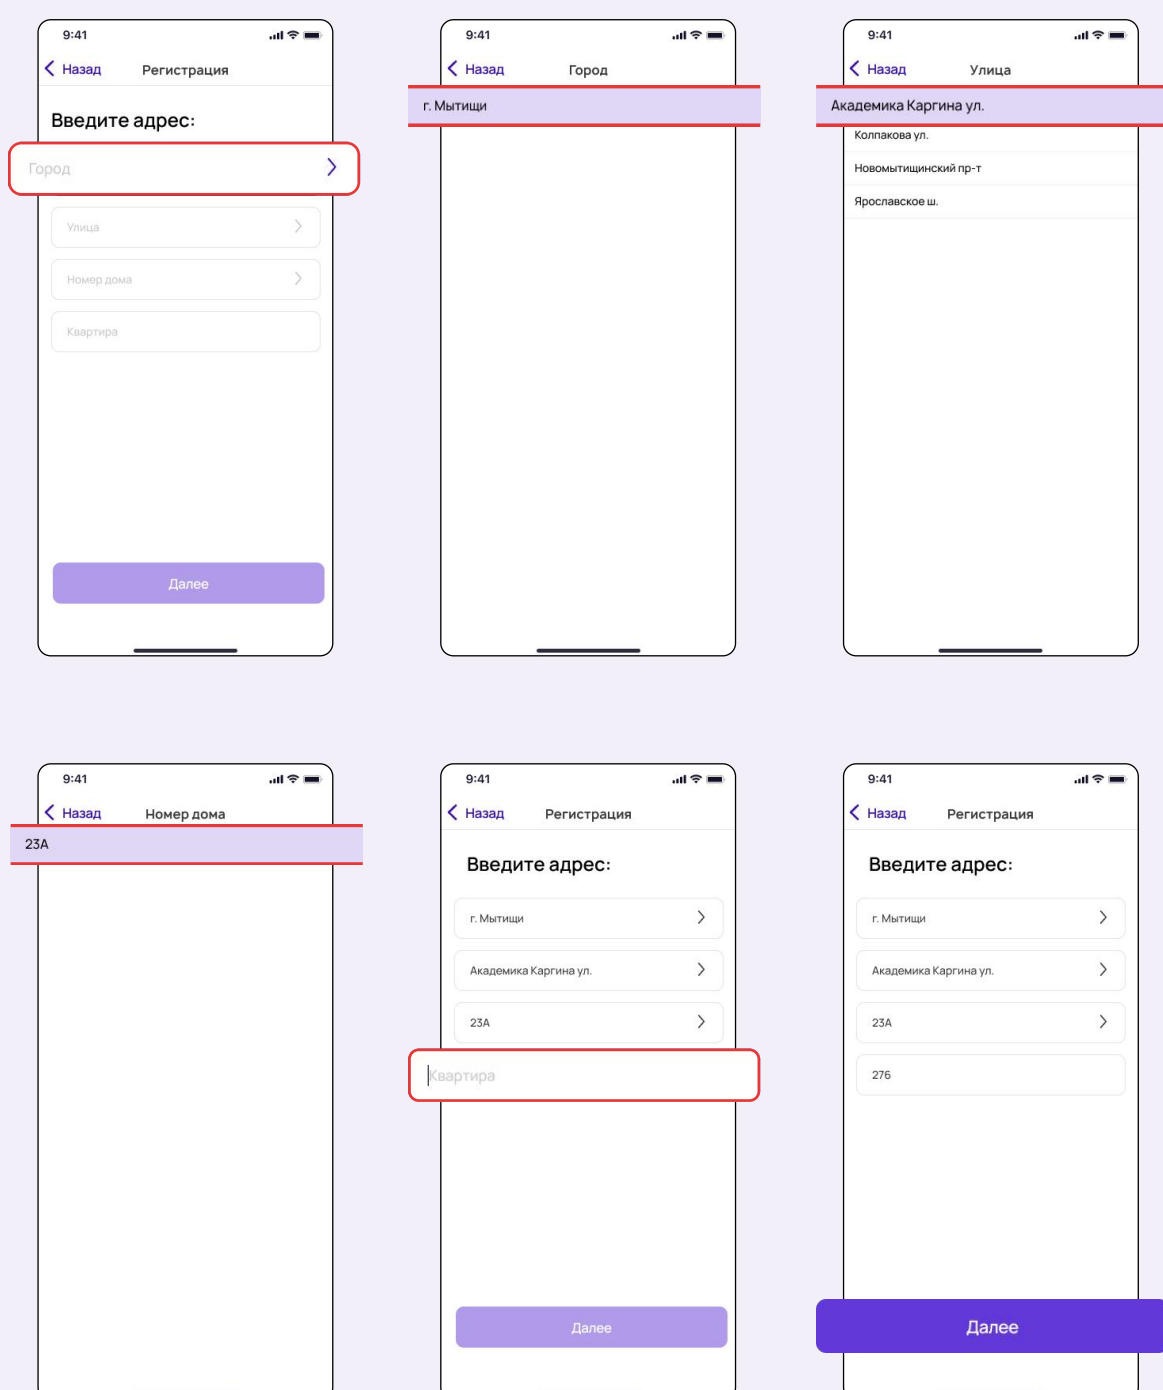 9:41
Назад
Регистрация
Введите адрес:
Город
Улица
Номер дома
Квартира
Далее
9:41
Назад
Город
г. Мытищи
9:41
Назад
Улица
Академика Каргина ул.
Колпакова ул.
Новомытищинский пр-т
Ярославское ш.
9:41
Назад
Номер дома
23А
9:41
Назад
Регистрация
Введите адрес:
г. Мытищи
Академика Каргина ул.
23А
Квартира
Далее
9:41
Назад
Регистрация
Введите адрес:
г. Мытищи
Академика Каргина ул.
23А
276
Далее